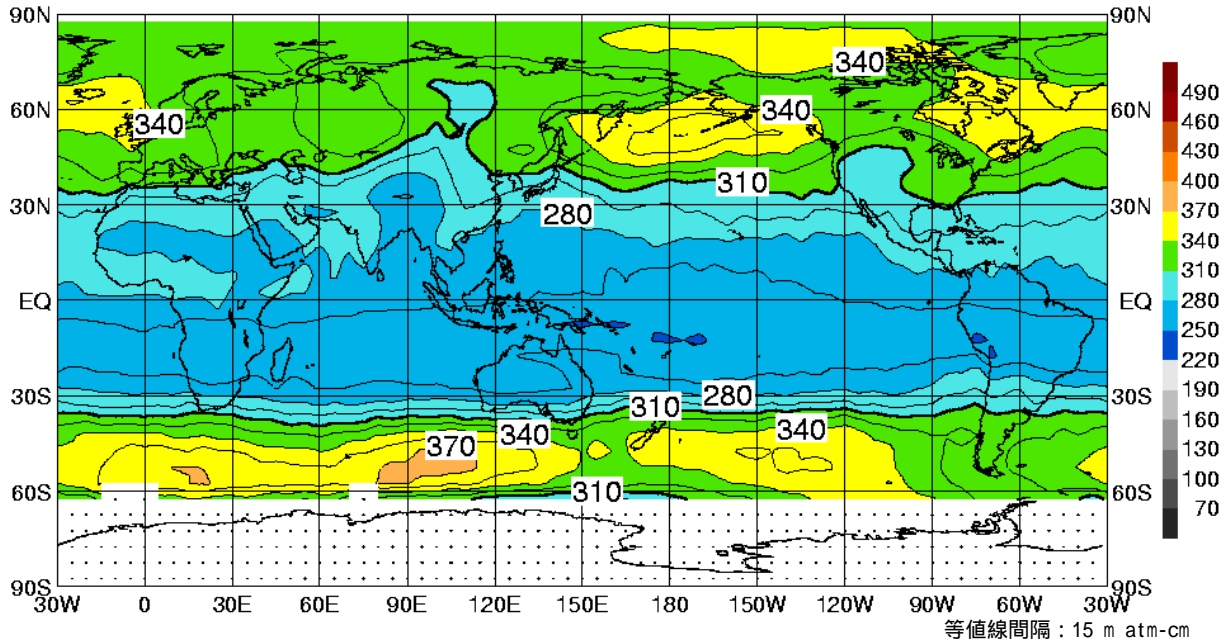 90N 90N
340
490
60N 340 340 60N 460
430
310 400
30N 280 30N 370
340
310
EQ EQ 280
250
220
30S 310 280 30S 190
370 340 340 160
130
60S 310 60S 100
70
90S 90S
30W 0 30E 60E 90E 120E 150E 180 150W 120W 90W 60W 30W
等値線間隔：15 m atm-cm